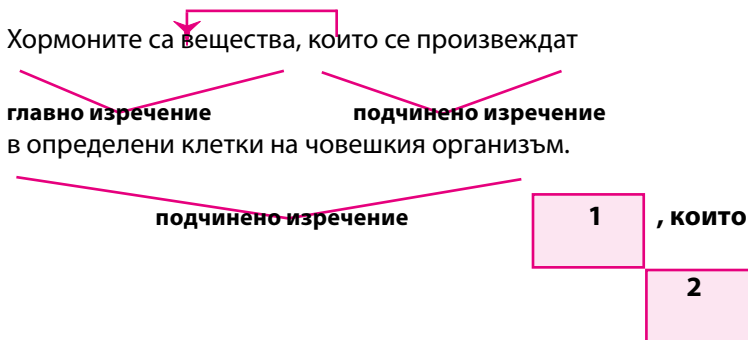 Хормоните са вещества, които се произвеждат
главно изречение подчинено изречение
в определени клетки на човешкия организъм.
подчинено изречение 1 , които
2